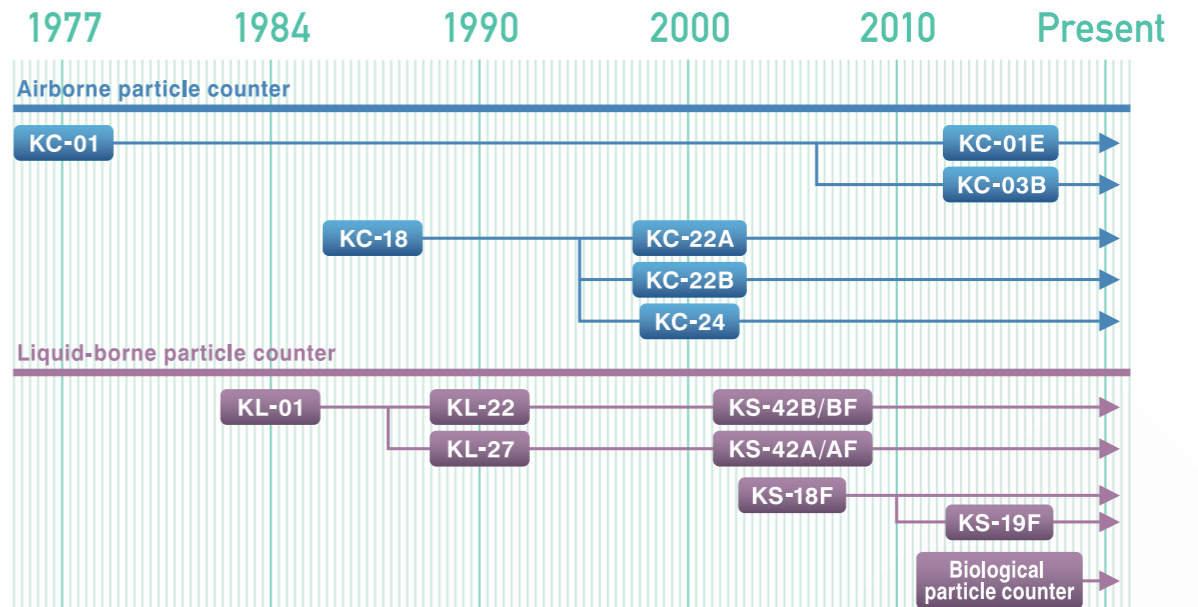 1977 1984 1990 2000 2010 Present
Airborne particle counter
KC-01 KC-01E
KC-03B
KC-18 KC-22A
KC-22B
KC-24
Liquid-borne particle counter
KL-01 KL-22 KS-42B/BF
KL-27 KS-42A/AF
KS-18F
KS-19F
Biological
particle counter